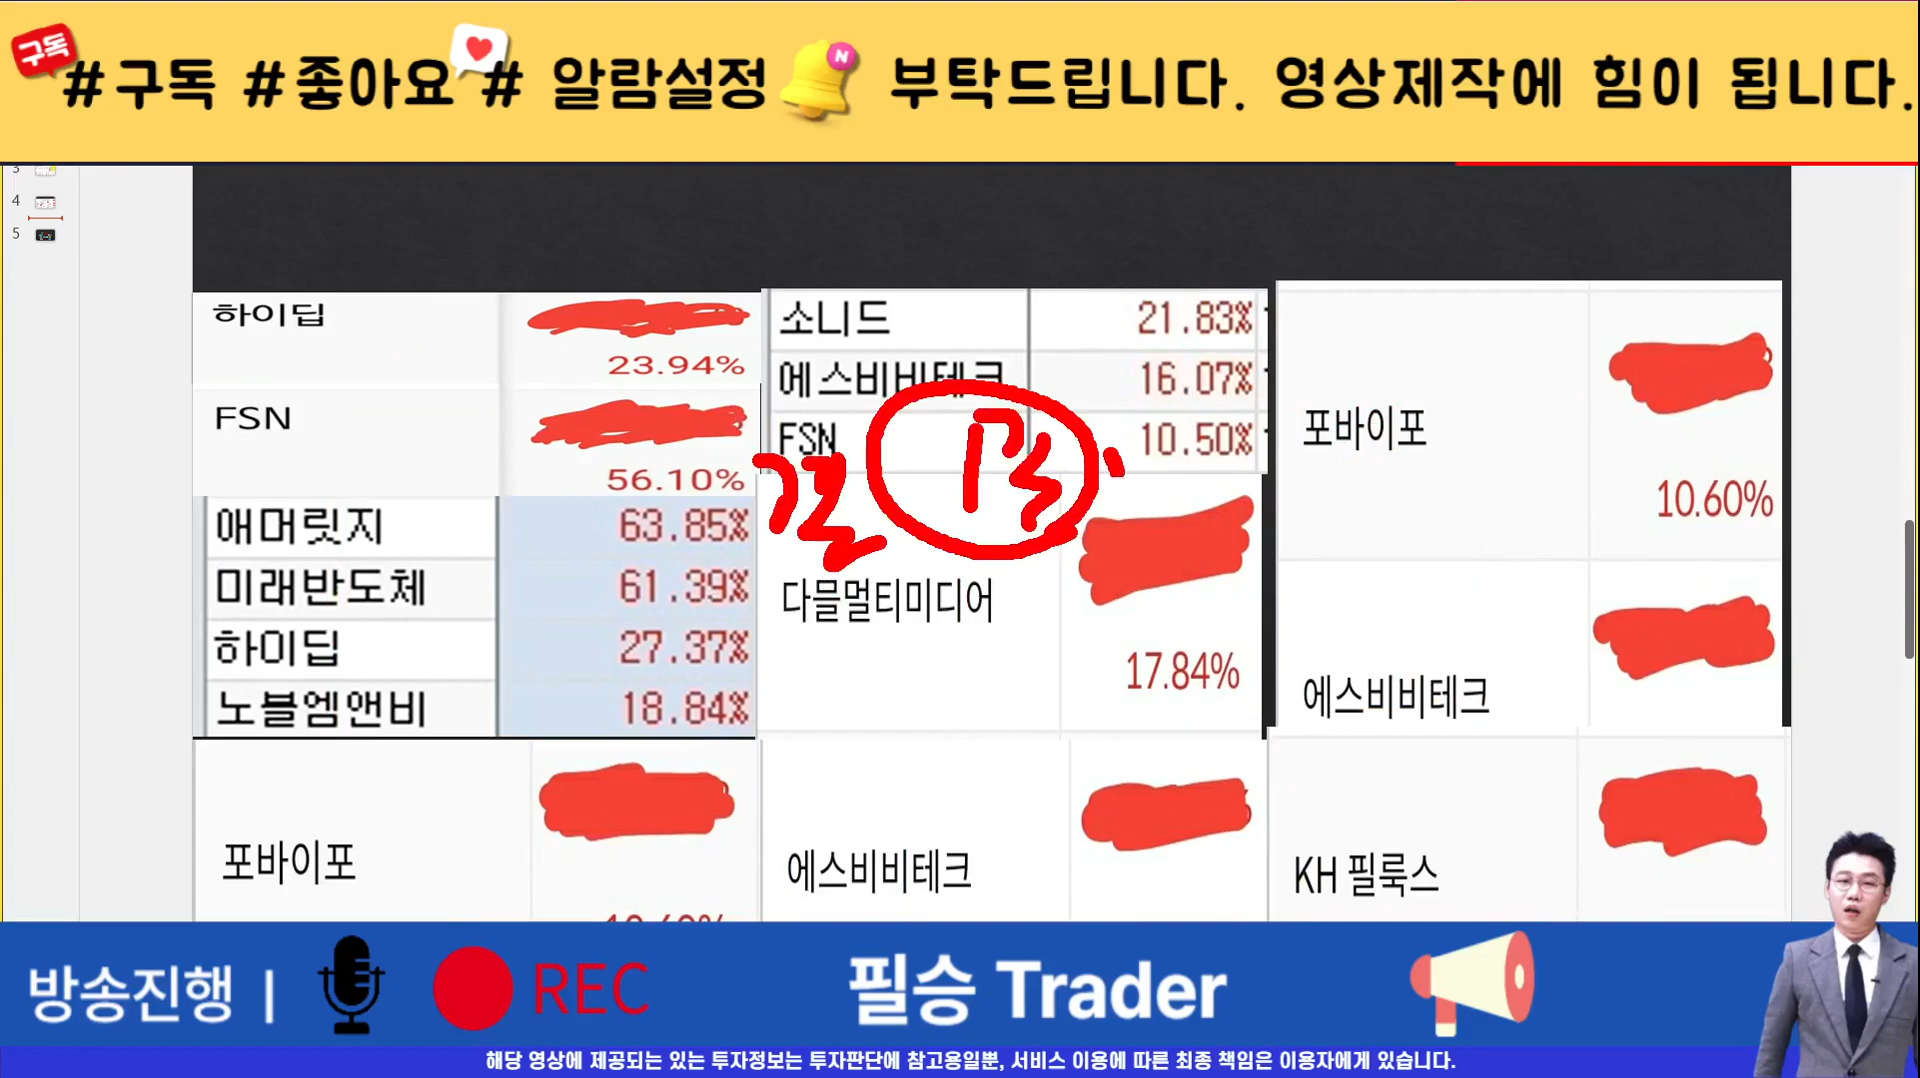 구독
N
#구독 #좋아요 # 알람설정 부탁드립니다. 영상제작에 힘이 됩니다.
3
4
5
하이딥
23.94%
FSN
56.10%
애머릿지 63.85%
미래반도체 61.39%
하이딥 27.37%
노블엠앤비 18.84%
소니드 21.83%
에스비비테크 16.07%
FSN 10.50%
다믈멀티미디어
17.84%
포바이포
10.60%
에스비비테크
포바이포
에스비비테크
KH 필룩스
방송진행 |
REC
필승 Trader
해당 영상에 제공되는 있는 투자정보는 투자판단에 참고용일뿐, 서비스 이용에 따른 최종 책임은 이용자에게 있습니다.